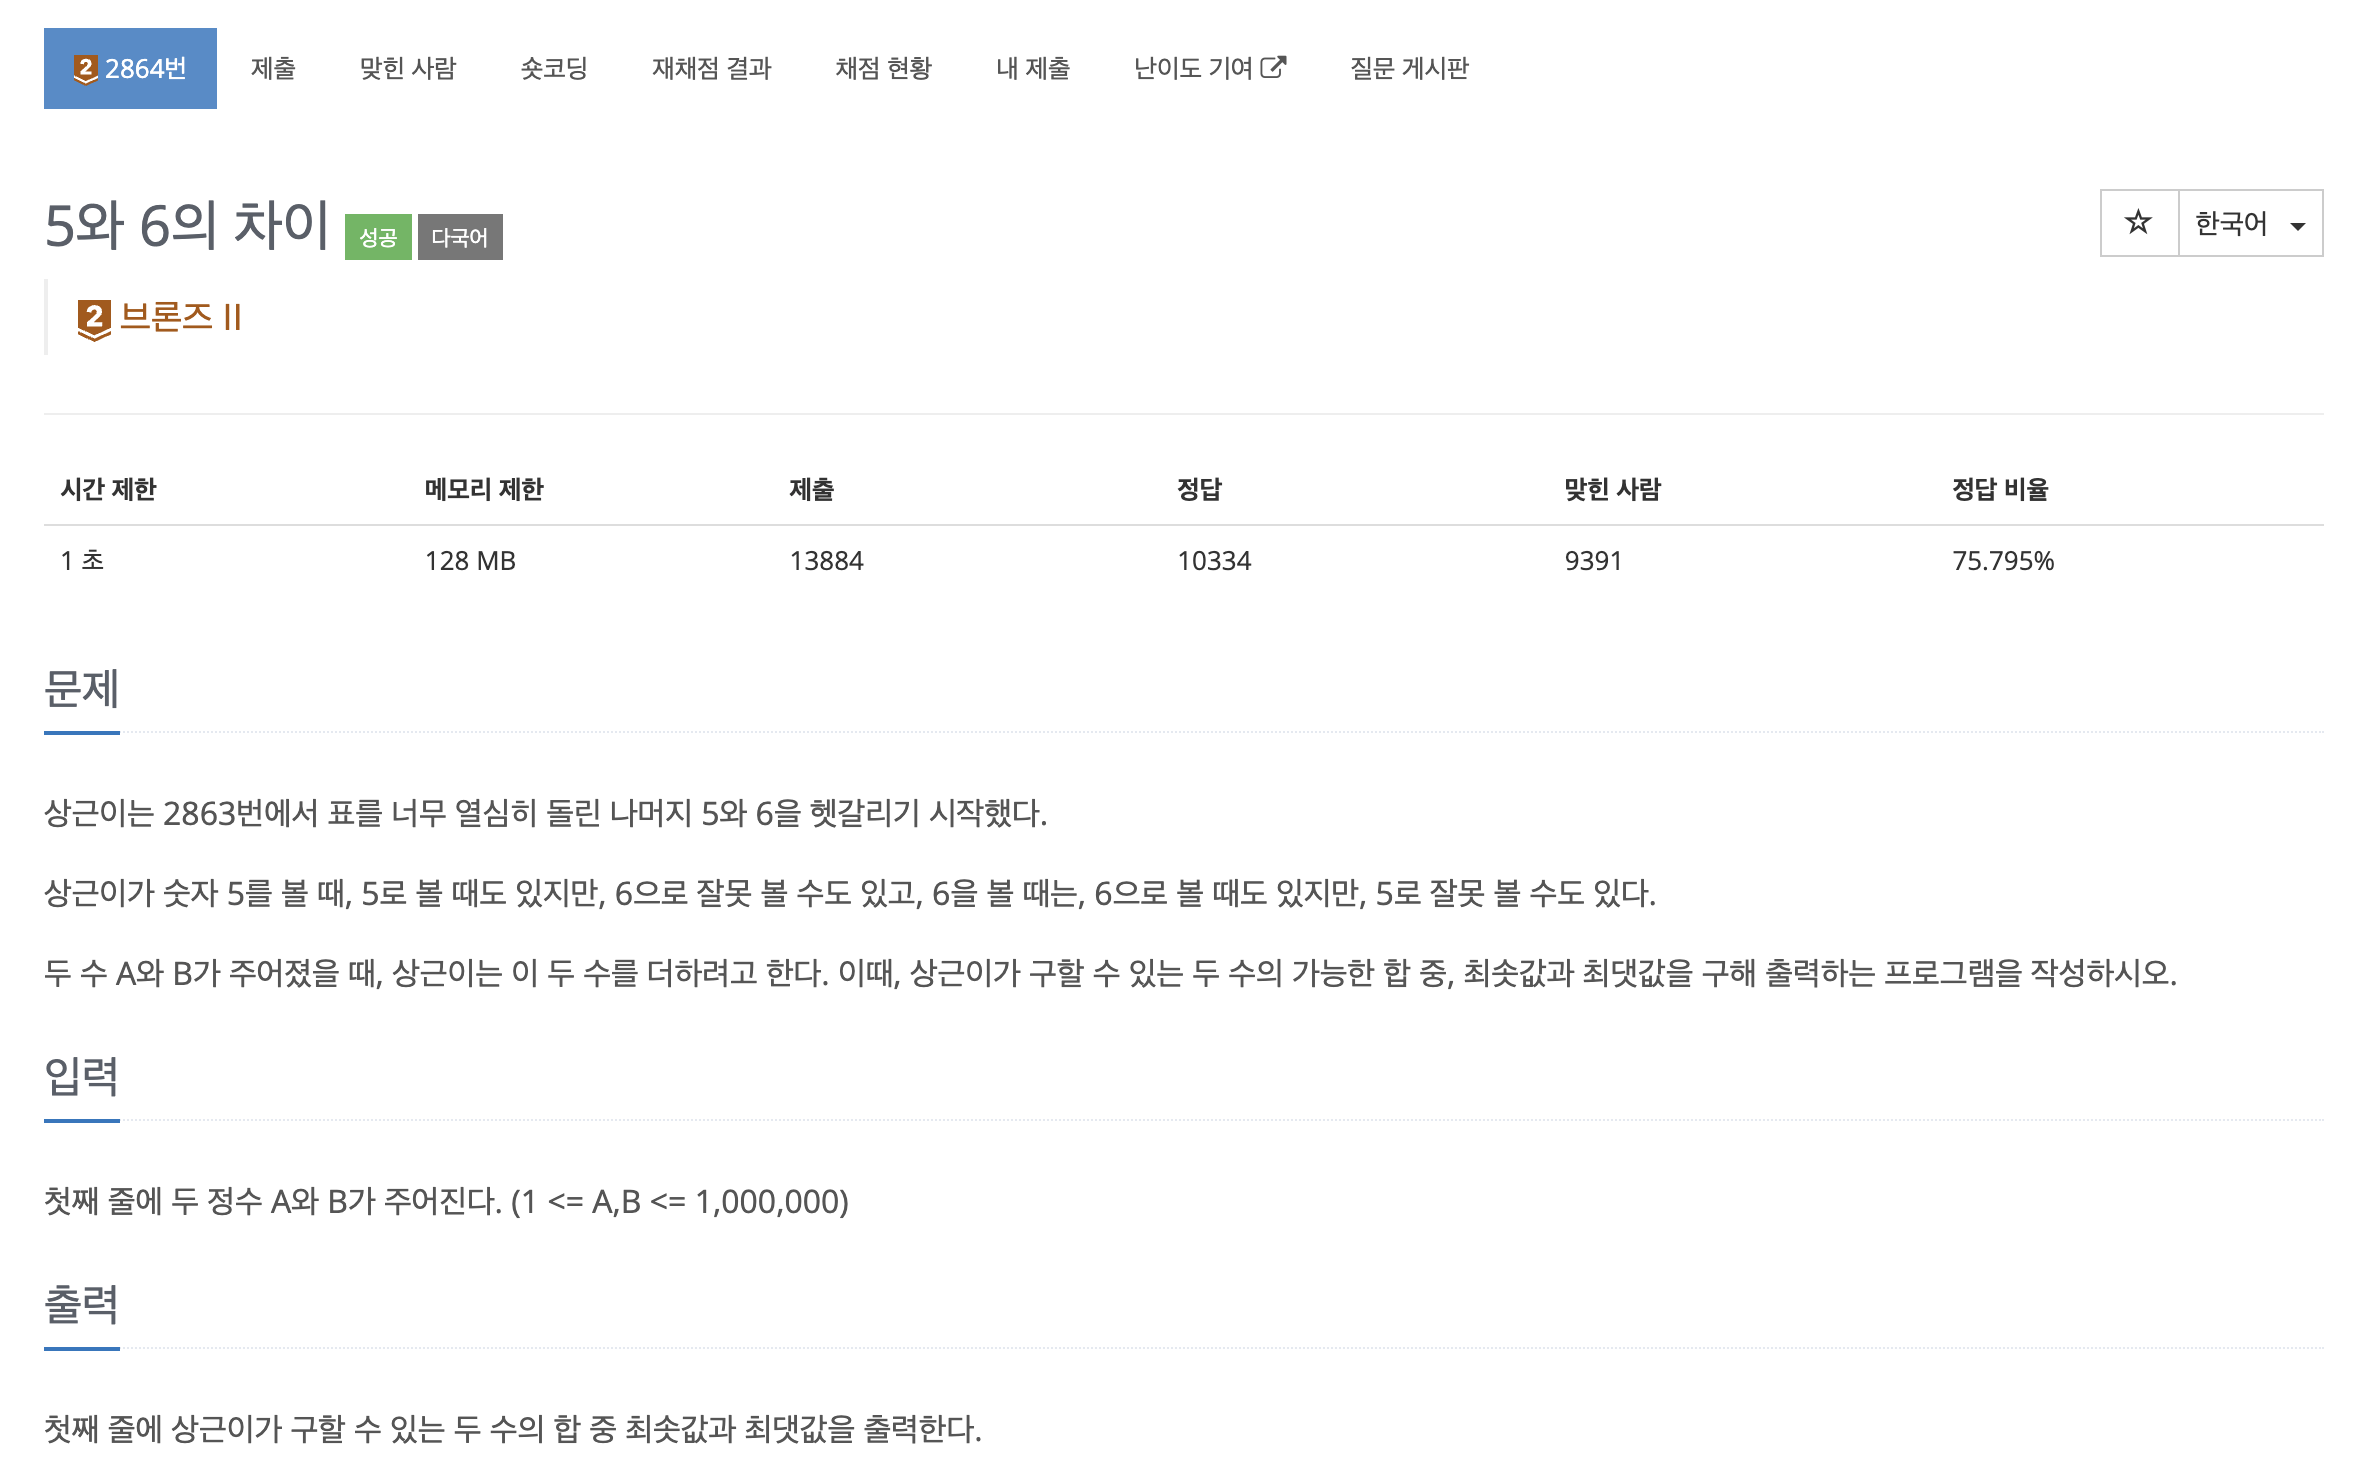 2 2864번 제출 맞힌 사람 숏코딩 재채점 결과 채점 현황 내 제출 난이도 기여 질문 게시판
5와 6의 차이 성공 다국어 한국어
2 브론즈 II
시간 제한 메모리 제한 제출 정답 맞힌 사람 정답 비율
1 초 128 MB 13884 10334 9391 75.795%
문제
상근이는 2863번에서 표를 너무 열심히 돌린 나머지 5와 6을 헷갈리기 시작했다.
상근이가 숫자 5를 볼 때, 5로 볼 때도 있지만, 6으로 잘못 볼 수도 있고, 6을 볼 때는, 6으로 볼 때도 있지만, 5로 잘못 볼 수도 있다.
두 수 A와 B가 주어졌을 때, 상근이는 이 두 수를 더하려고 한다. 이때, 상근이가 구할 수 있는 두 수의 가능한 합 중, 최솟값과 최댓값을 구해 출력하는 프로그램을 작성하시오.
입력
첫째 줄에 두 정수 A와 B가 주어진다. (1 <= A,B <= 1,000,000)
출력
첫째 줄에 상근이가 구할 수 있는 두 수의 합 중 최솟값과 최댓값을 출력한다.